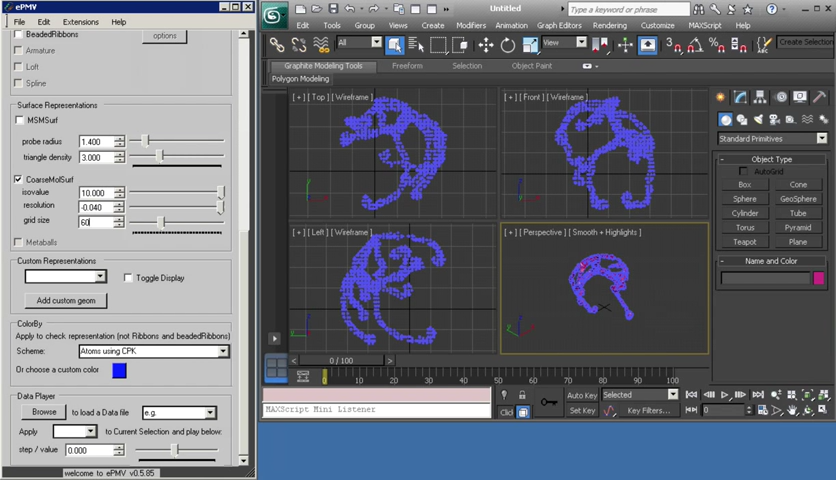 ePMV
File Edit Extensions Help
BeadedRibbons
options
Armature
Loft
Spline
Surface Representations
MSMSurf
probe radius 1.400
triangle density 3.000
CoarseMolSurf
isovalue 10.000
resolution -0.040
grid size 60
Metaballs
Custom Representations
Toggle Display
Add custom geom
ColorBy
Apply to check representation (not Ribbons and beadedRibbons)
Scheme: Atoms using CPK
Or choose a custom color
Data Player
Browse to load a Data file e.g.
Apply to Current Selection and play below:
step / value 0.000
welcome to ePMV v0.5.85
Untitled
Type a keyword or phrase
Edit Tools Group Views Create Modifiers Animation Graph Editors Rendering Customize MAXScript Help
All
View
3
Create Selection
Graphite Modeling Tools Freeform Selection Object Paint
Polygon Modeling
[ + ] [ Top ] [ Wireframe ]
[ + ] [ Front ] [ Wireframe ]
[ + ] [ Left ] [ Wireframe ]
[ + ] [ Perspective ] [ Smooth + Highlights ]
Standard Primitives
Object Type
AutoGrid
Box Cone
Sphere GeoSphere
Cylinder Tube
Torus Pyramid
Teapot Plane
Name and Color
0 / 100
0 10 20 30 40 50 60 70 80 90 100
MAXScript Mini Listener
Clic
Auto Key Selected
Set Key Key Filters...
0